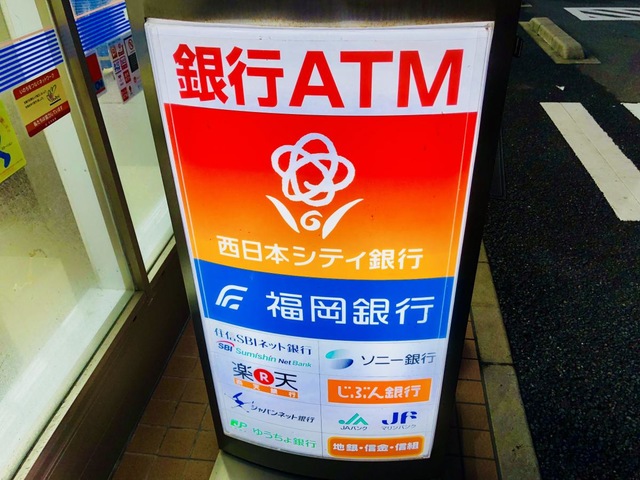 銀行ATM
西日本シティ銀行
福岡銀行
住信SBIネット銀行
SBI Sumishin Net Bank
ソニー銀行
楽R天
楽天銀行
じぶん銀行
ジャパンネット銀行
JAバンク
JF
マリンバンク
ゆうちょ銀行
地銀・信金・信組